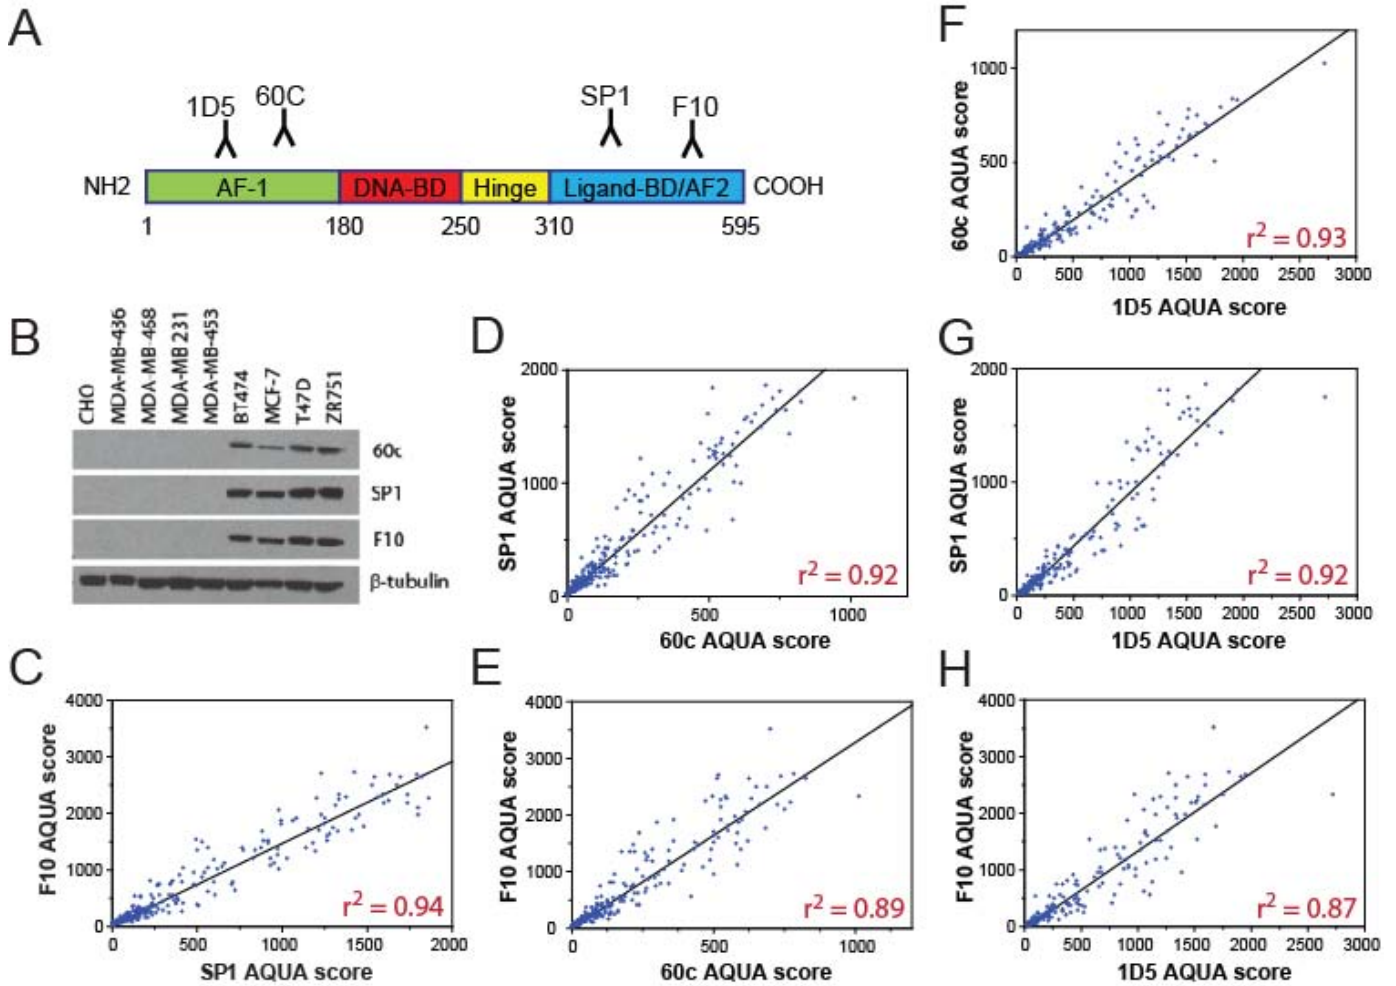 A
1D5
60C
SP1
F10
NH2
AF-1
DNA-BD
Hinge
Ligand-BD/AF2
COOH
1
180
250
310
595
B
CHO
MDA-MB-436
MDA-MB-468
MDA-MB 231
MDA-MB-453
BT474
MCF-7
T47D
ZR751
60c
SP1
F10
β-tubulin
C
4000
3000
2000
1000
0
F10 AQUA score
r² = 0.94
0 500 1000 1500 2000
SP1 AQUA score
D
2000
1000
0
SP1 AQUA score
r² = 0.92
0 500 1000
60c AQUA score
E
4000
3000
2000
1000
0
F10 AQUA score
r² = 0.89
0 500 1000
60c AQUA score
F
1000
500
0
60c AQUA score
r² = 0.93
0 500 1000 1500 2000 2500 3000
1D5 AQUA score
G
2000
1000
0
SP1 AQUA score
r² = 0.92
0 500 1000 1500 2000 2500 3000
1D5 AQUA score
H
4000
3000
2000
1000
0
F10 AQUA score
r² = 0.87
0 500 1000 1500 2000 2500 3000
1D5 AQUA score